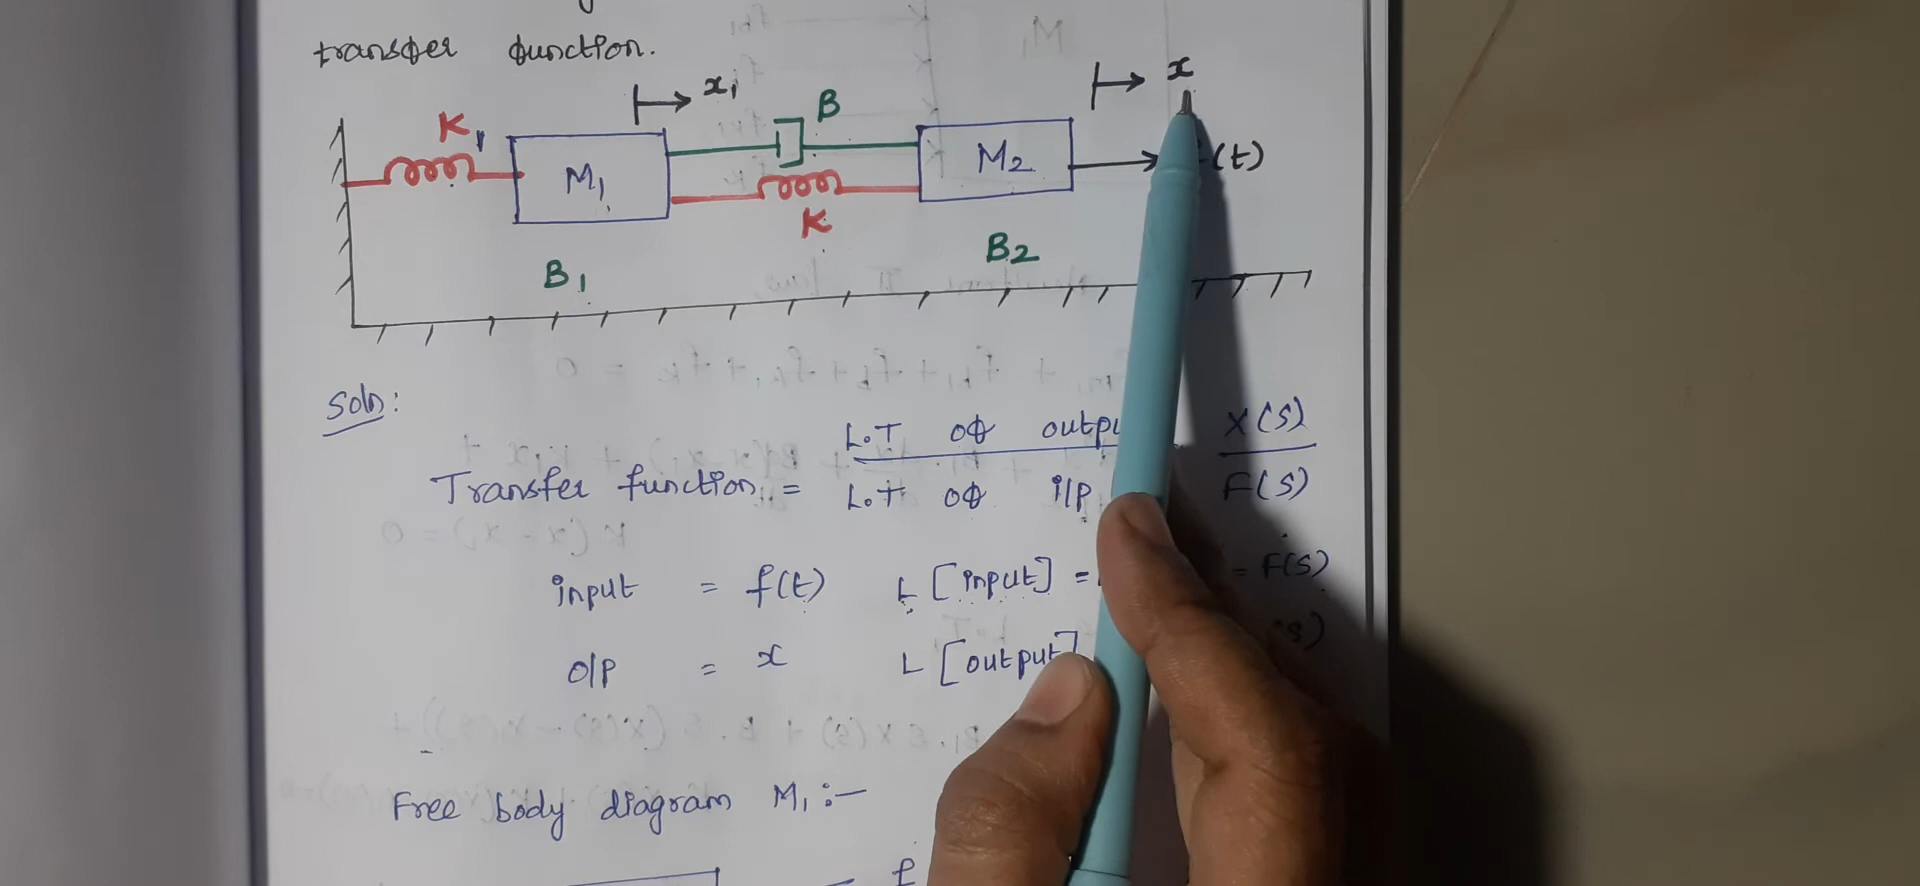 transfer function.
x₁
x
K₁
B
M₁
M₂
(t)
K
B₁
B₂
Soln:
L.T of
X(S)
Transfer function =
L.T of i/p
F(S)
input = f(t) L [input] =
= F(S)
o/p = x L [output]
(s)
Free body diagram M₁ :-
f